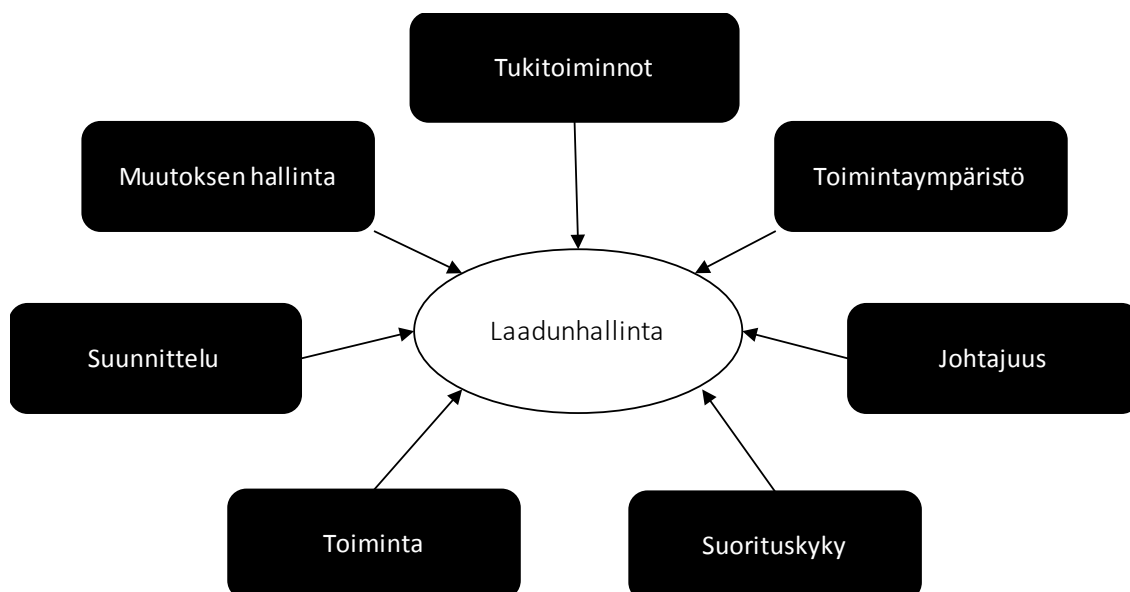 Tukitoiminnot
Muutoksen hallinta
Toimintaympäristö
Laadunhallinta
Suunnittelu
Johtajuus
Toiminta
Suorituskyky